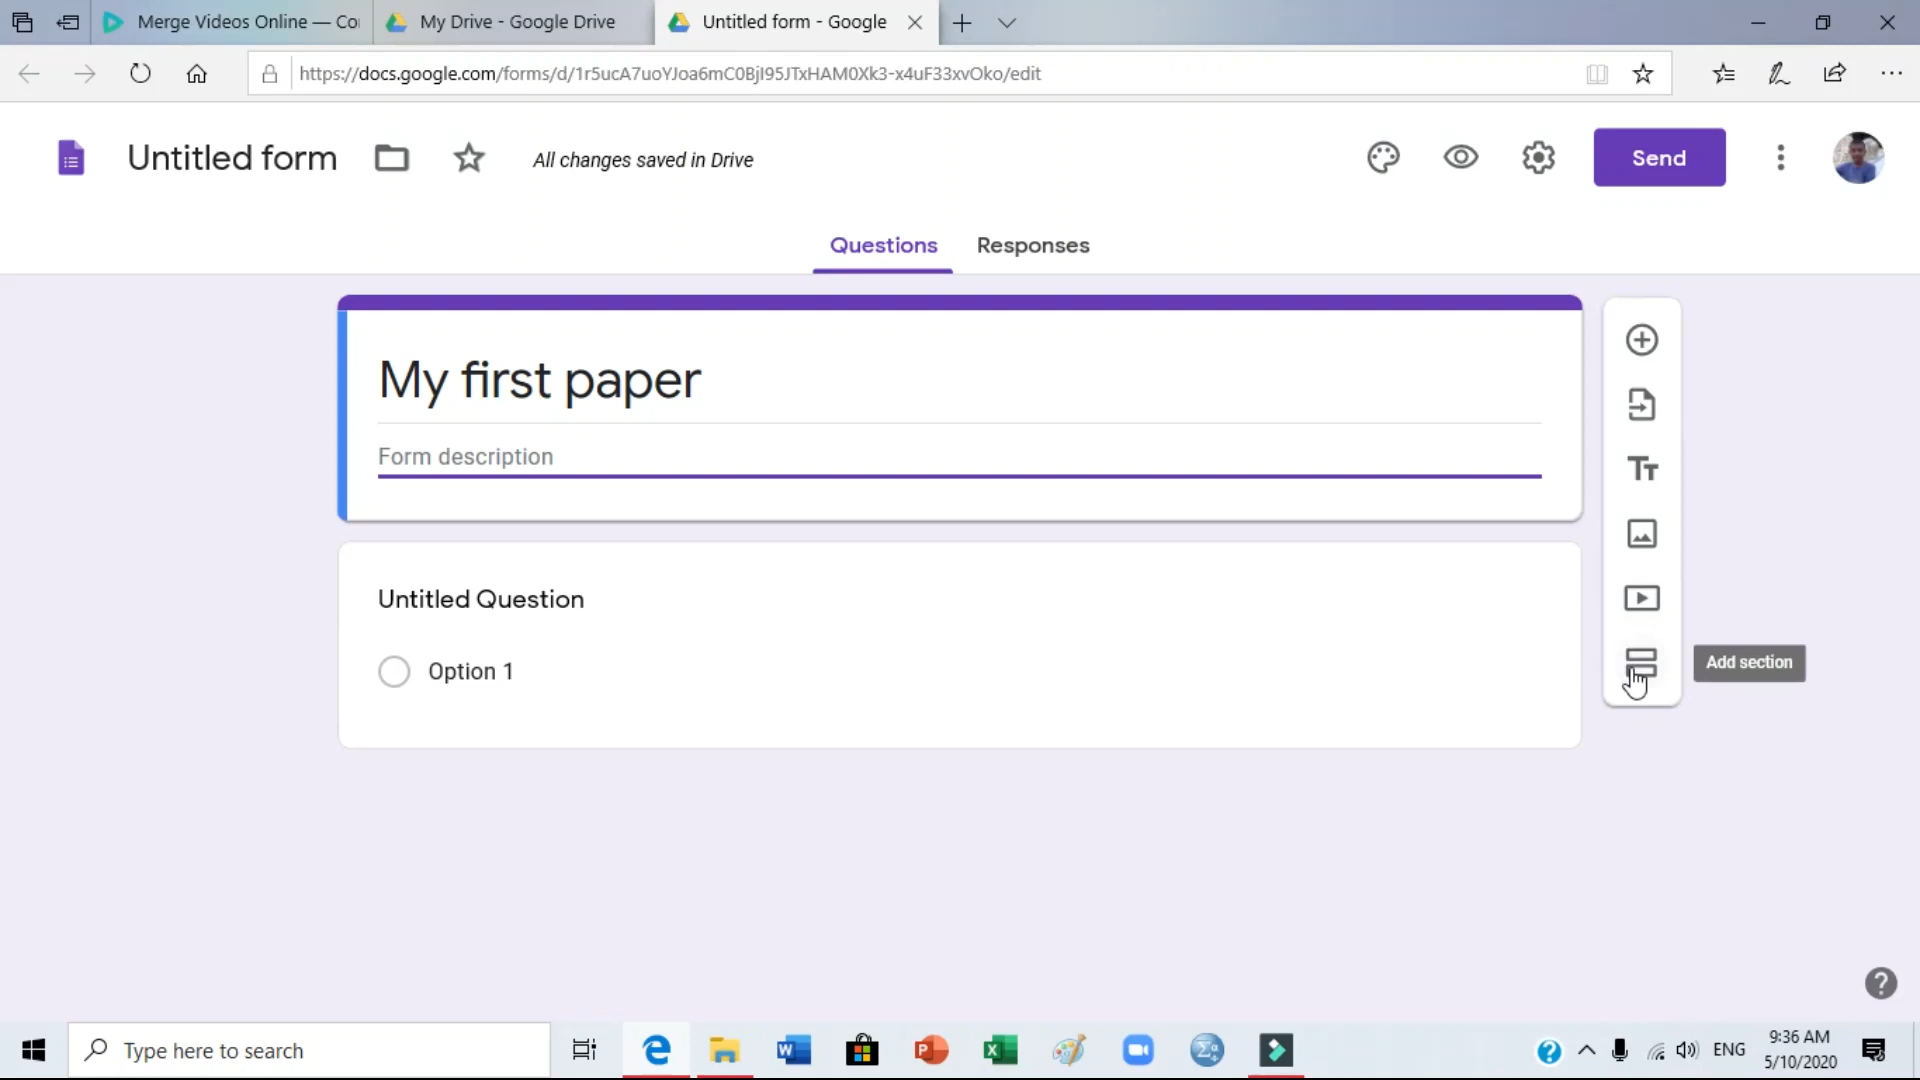 Merge Videos Online — Co
My Drive - Google Drive
Untitled form - Google
https://docs.google.com/forms/d/1r5ucA7uoYJoa6mC0BjI95JTxHAM0Xk3-x4uF33xvOko/edit
Untitled form
All changes saved in Drive
Send
Questions
Responses
My first paper
Form description
Untitled Question
Option 1
Tт
Add section
Type here to search
ENG
9:36 AM
5/10/2020